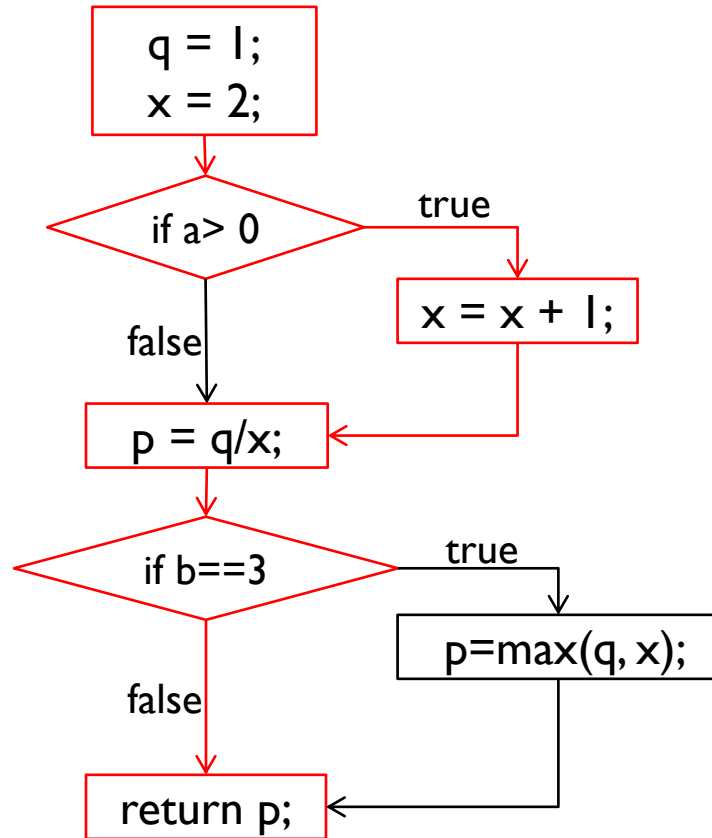 q = 1;
x = 2;
if a> 0
true
x = x + 1;
false
p = q/x;
if b==3
true
p=max(q, x);
false
return p;